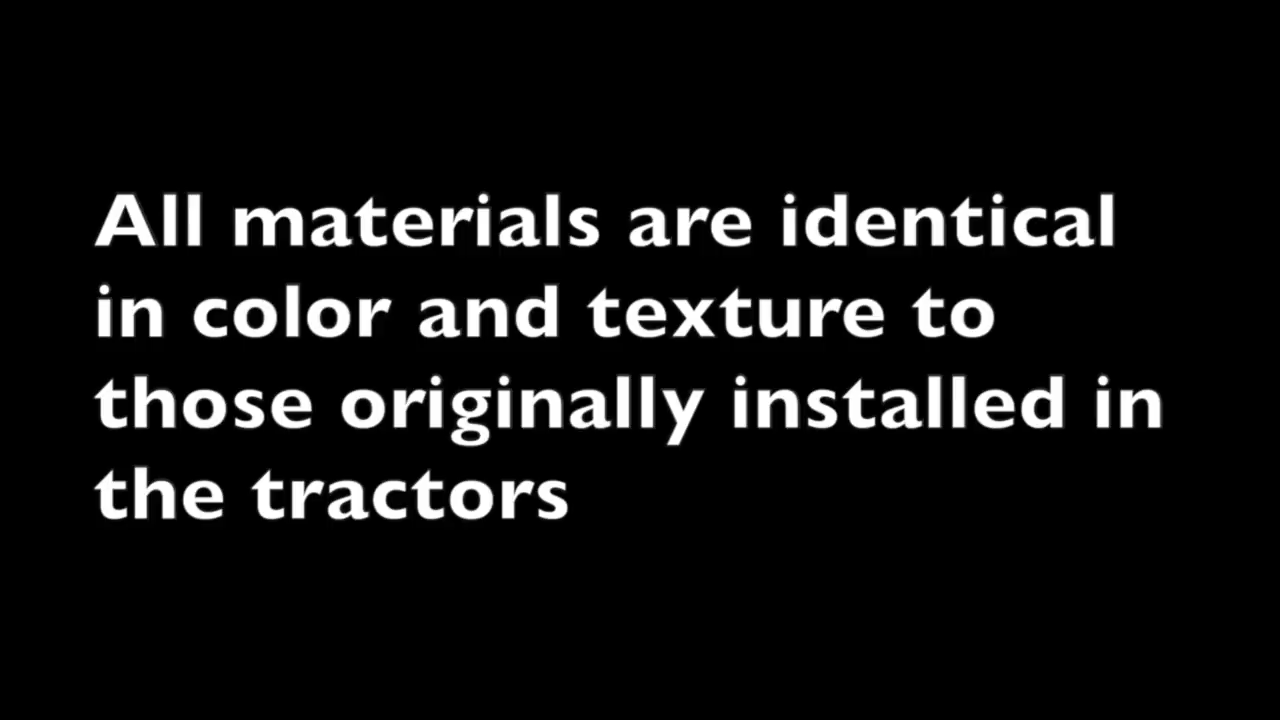 All materials are identical
in color and texture to
those originally installed in
the tractors